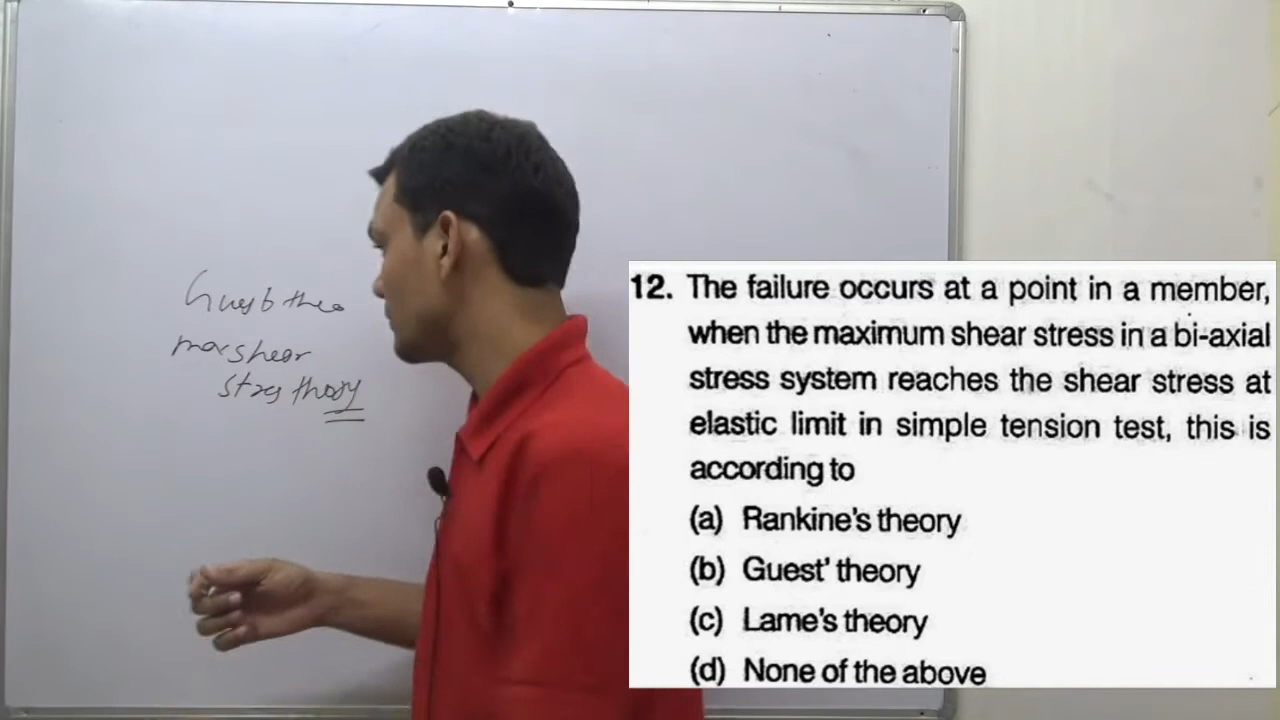 Guest theo
max shear
stress theory
12. The failure occurs at a point in a member,
when the maximum shear stress in a bi-axial
stress system reaches the shear stress at
elastic limit in simple tension test, this is
according to
(a) Rankine's theory
(b) Guest' theory
(c) Lame's theory
(d) None of the above